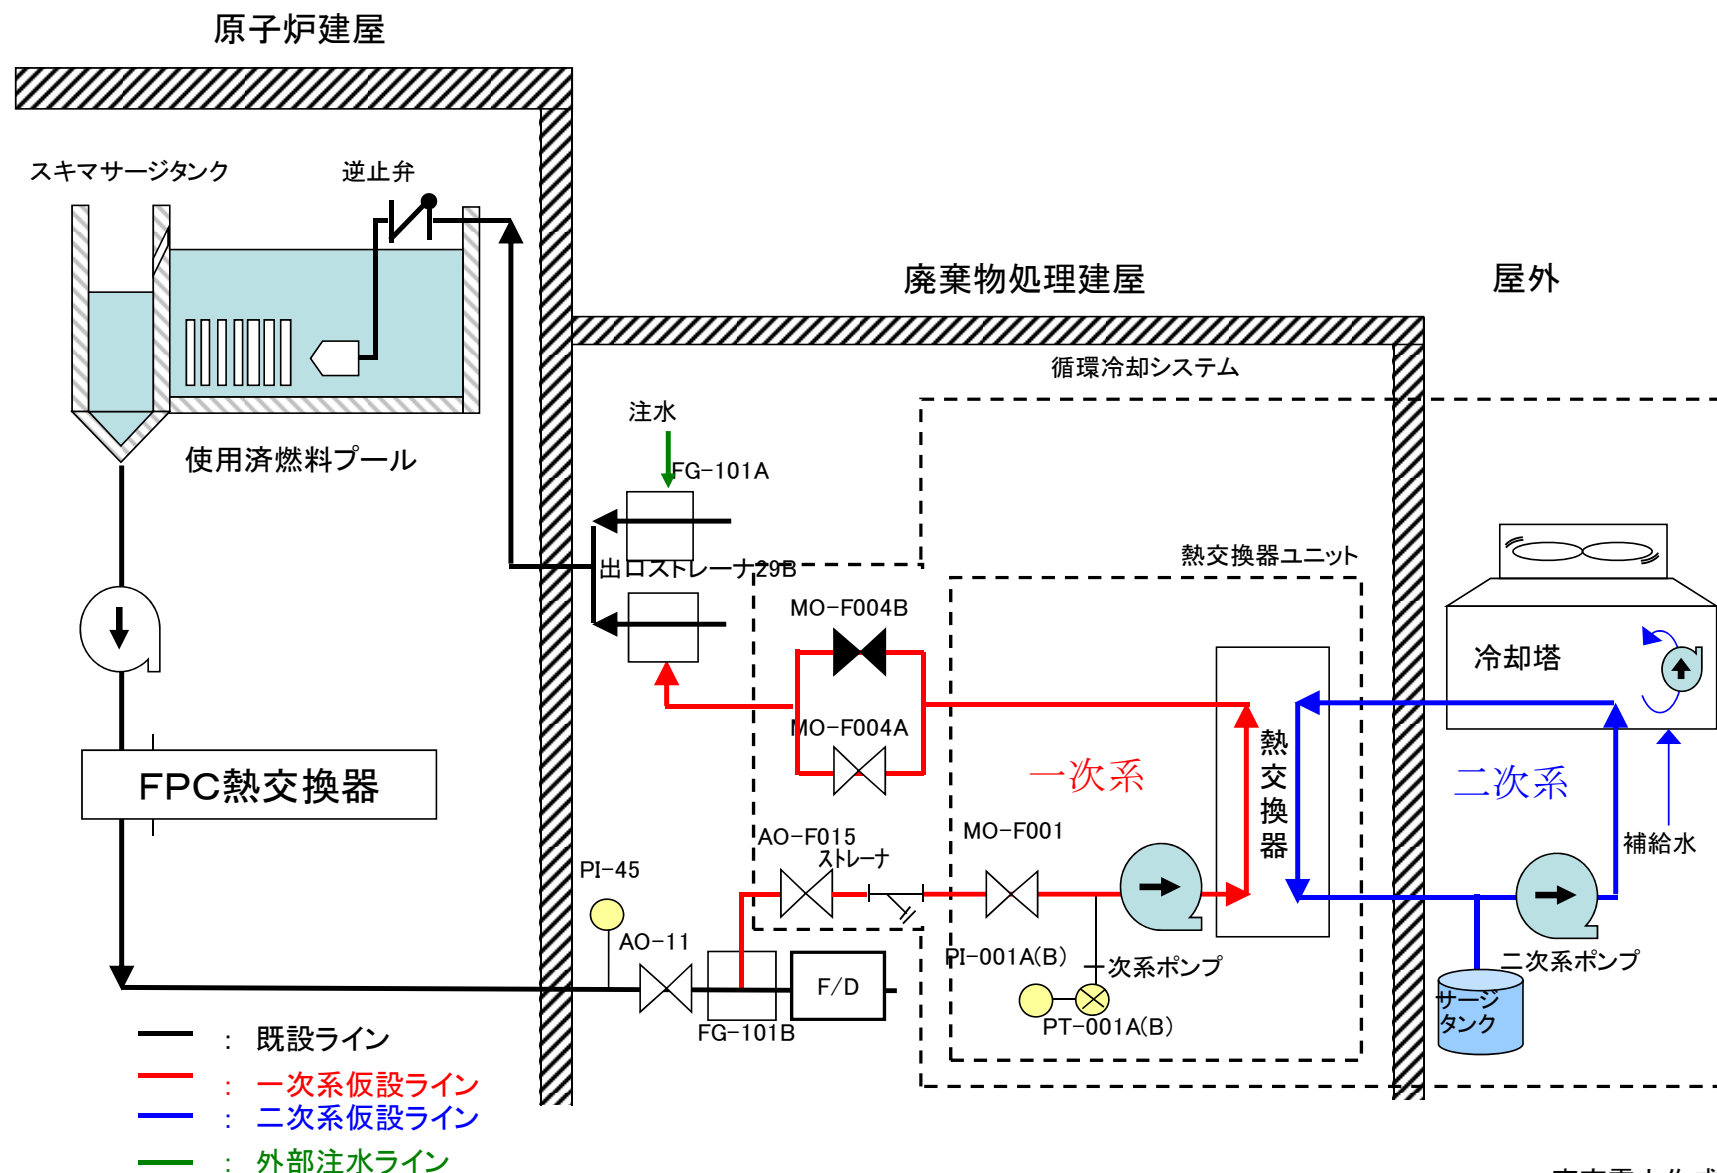 原子炉建屋
スキマサージタンク
逆止弁
廃棄物処理建屋
屋外
循環冷却システム
注水
使用済燃料プール
FG-101A
熱交換器ユニット
出口ストレーナ29B
MO-F004B
冷却塔
MO-F004A
熱交換器
FPC熱交換器
一次系
二次系
MO-F001
AO-F015
ストレーナ
補給水
PI-45
AO-11
PI-001A(B)
一次系ポンプ
二次系ポンプ
F/D
サージ
タンク
PT-001A(B)
FG-101B
： 既設ライン
： 一次系仮設ライン
： 二次系仮設ライン
： 外部注水ライン